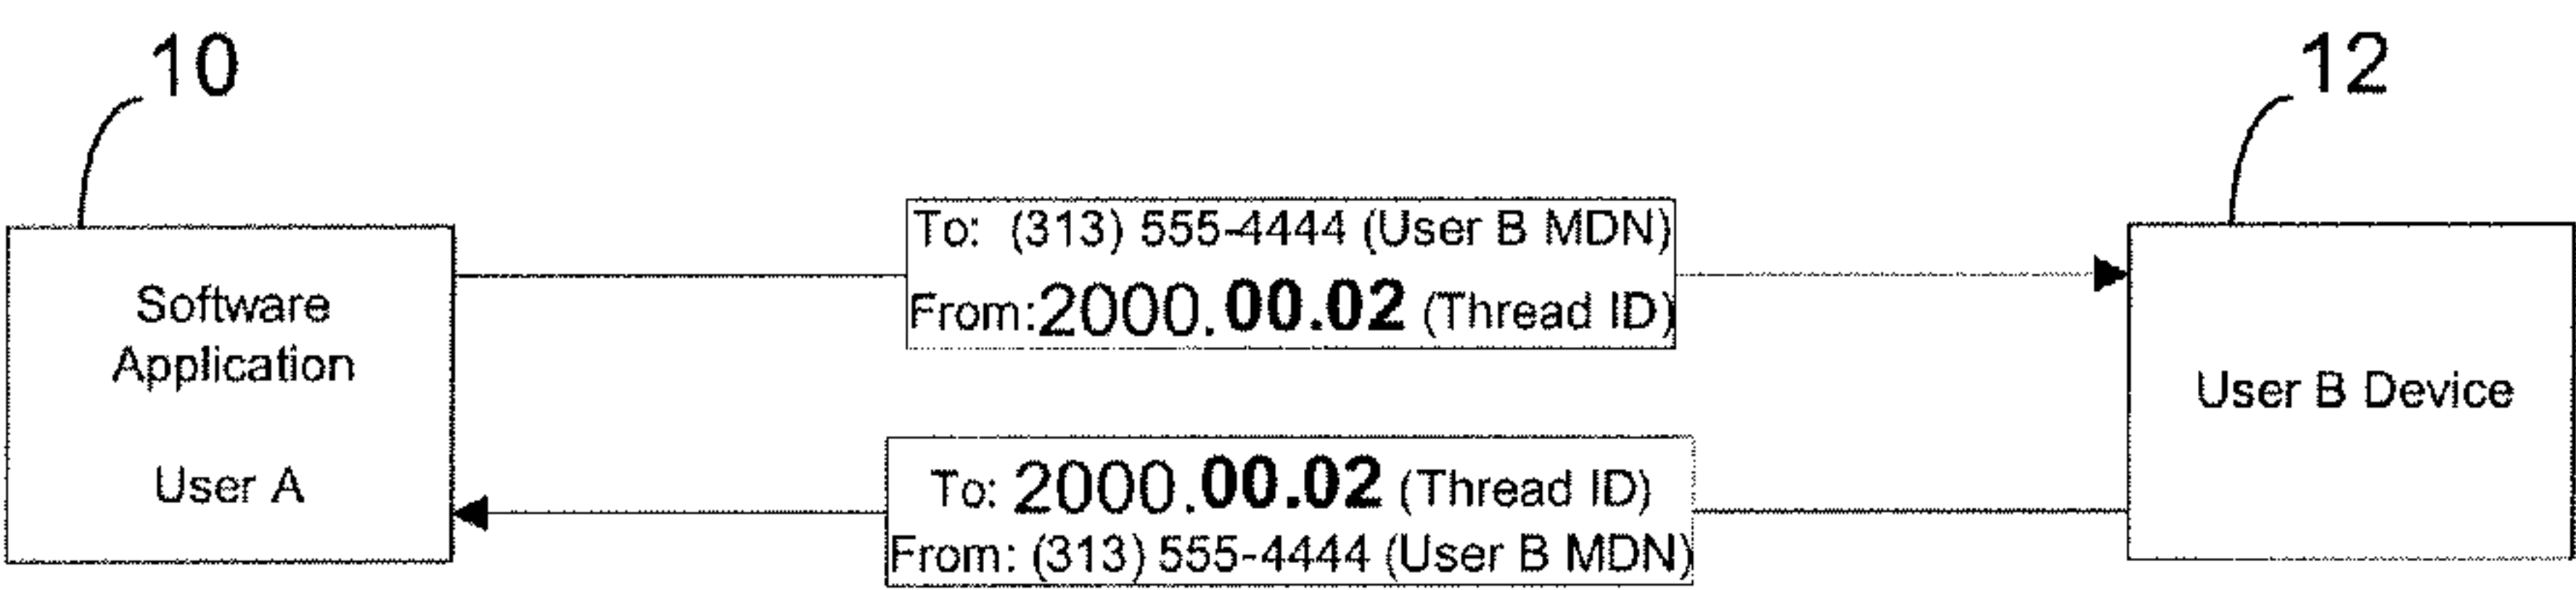 10
12
To: (313) 555-4444 (User B MDN)
From:2000.00.02 (Thread ID)
Software
Application
User A
User B Device
To: 2000.00.02 (Thread ID)
From: (313) 555-4444 (User B MDN)